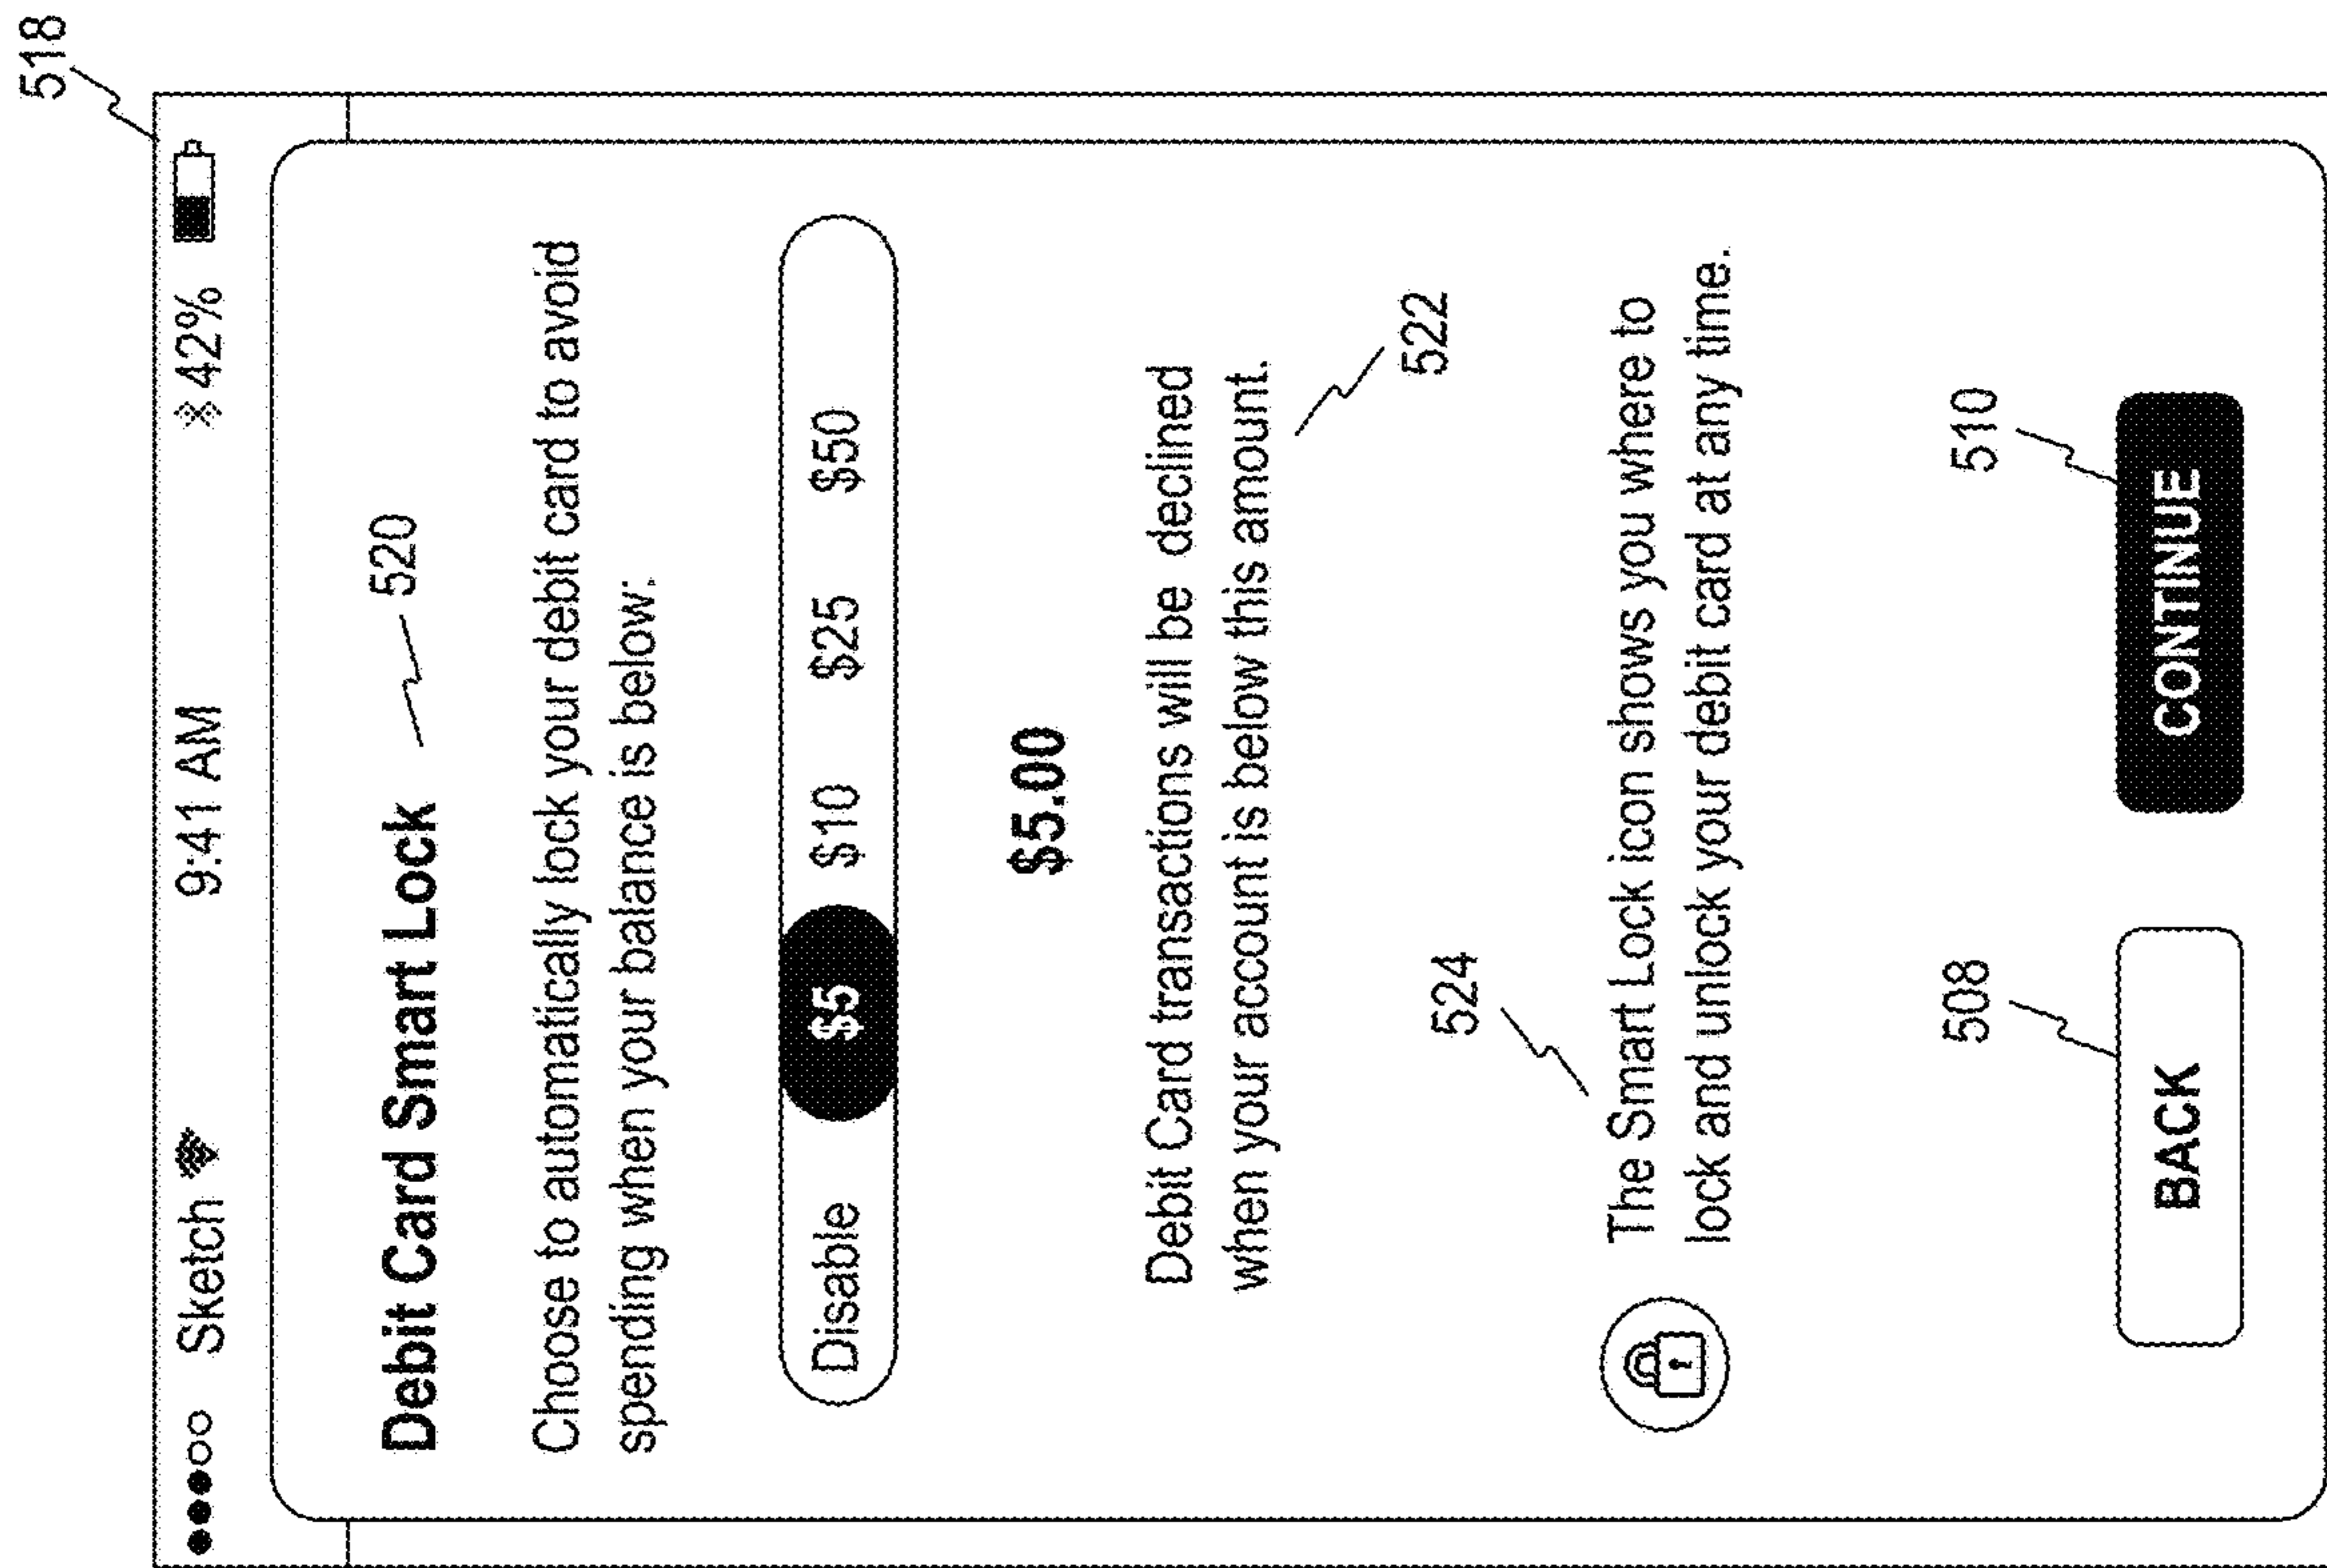 518
Sketch 9:41 AM 42%
Debit Card Smart Lock 520
Choose to automatically lock your debit card to avoid
spending when your balance is below:
Disable $5 $10 $25 $50
$5.00
Debit Card transactions will be declined
when your account is below this amount.
522
524
The Smart Lock icon shows you where to
lock and unlock your debit card at any time.
508 510
BACK CONTINUE